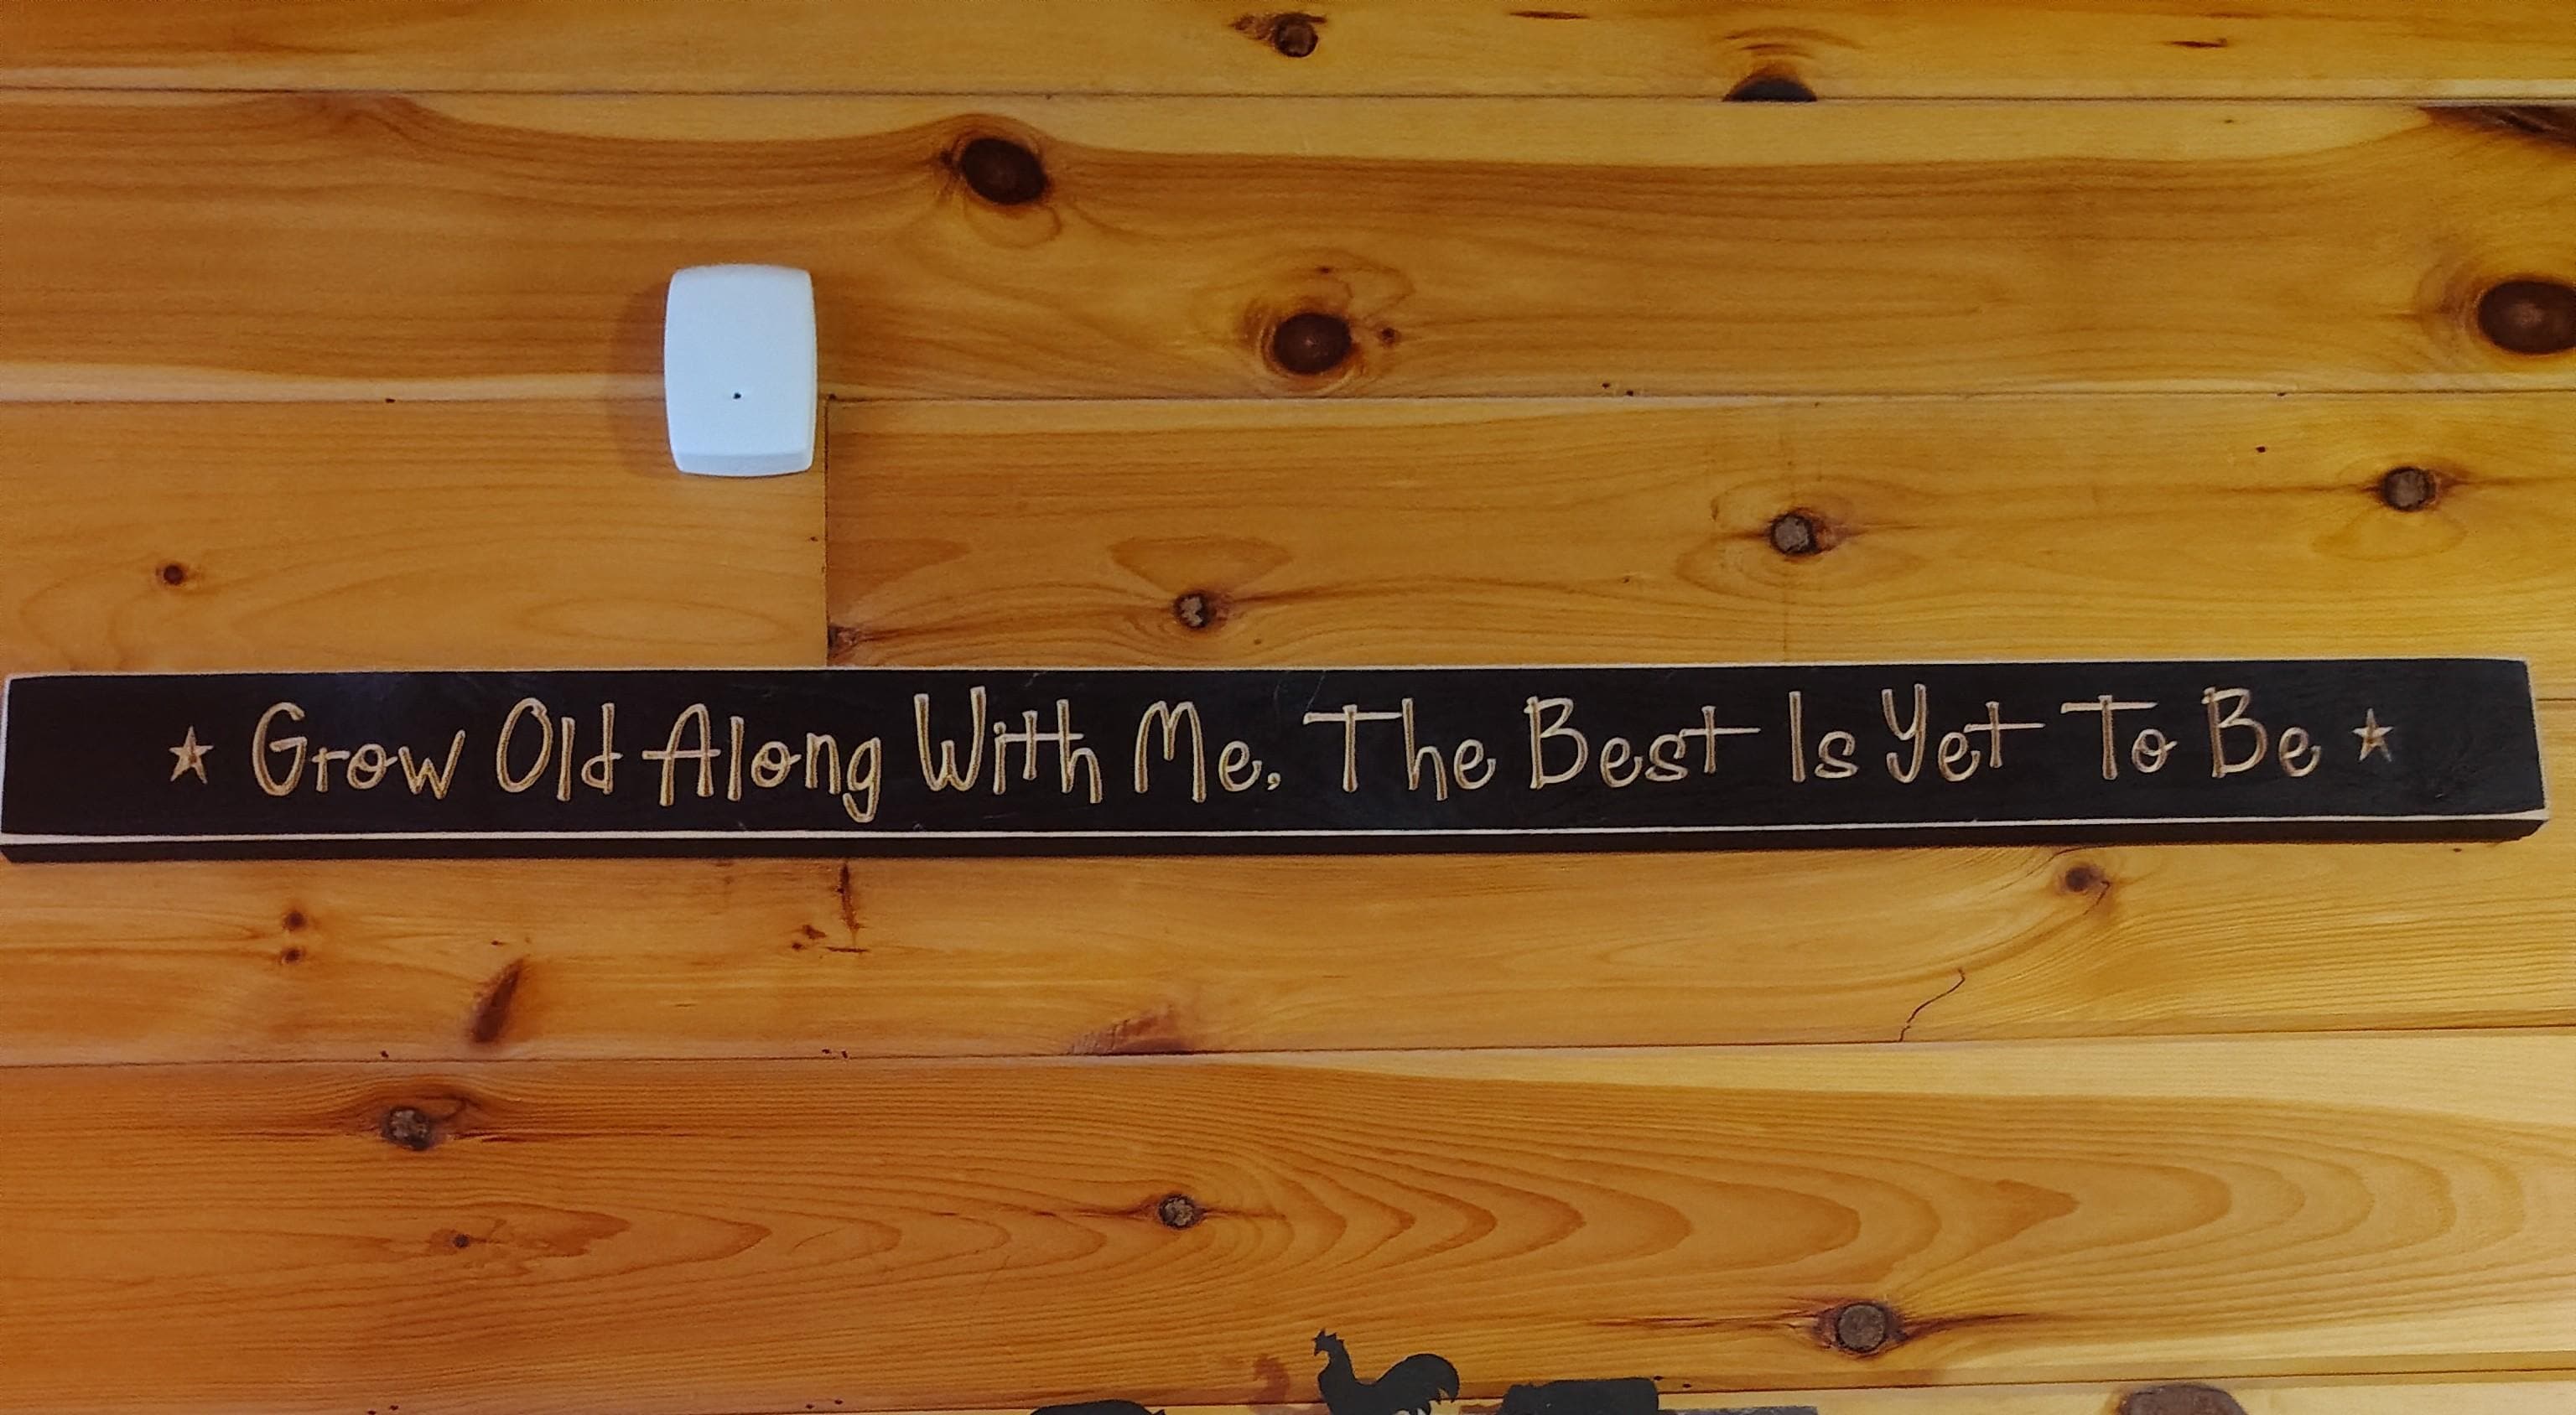 Grow Old Along With Me, The Best Is Yet To Be